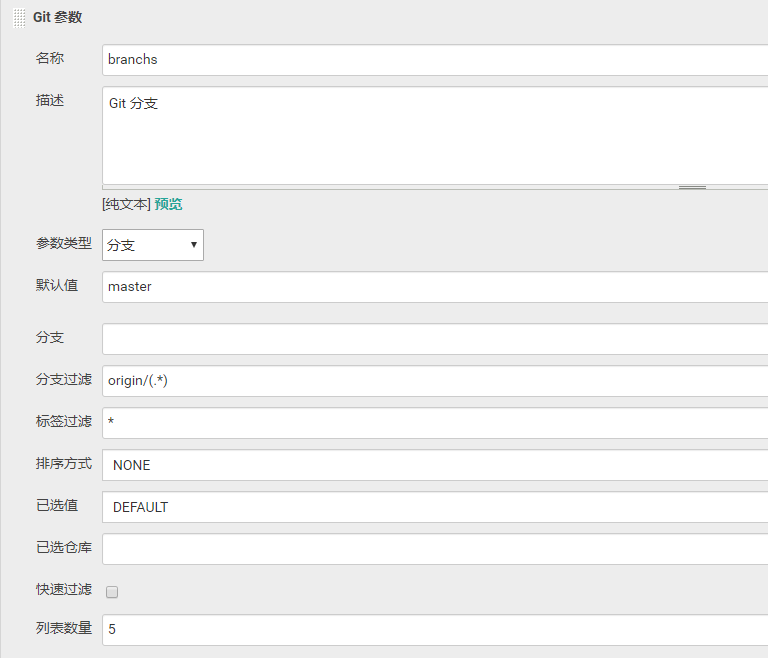 Git 参数
名称 branchs
描述 Git 分支
[纯文本] 预览
参数类型 分支
默认值 master
分支
分支过滤 origin/(.*)
标签过滤 *
排序方式 NONE
已选值 DEFAULT
已选仓库
快速过滤
列表数量 5